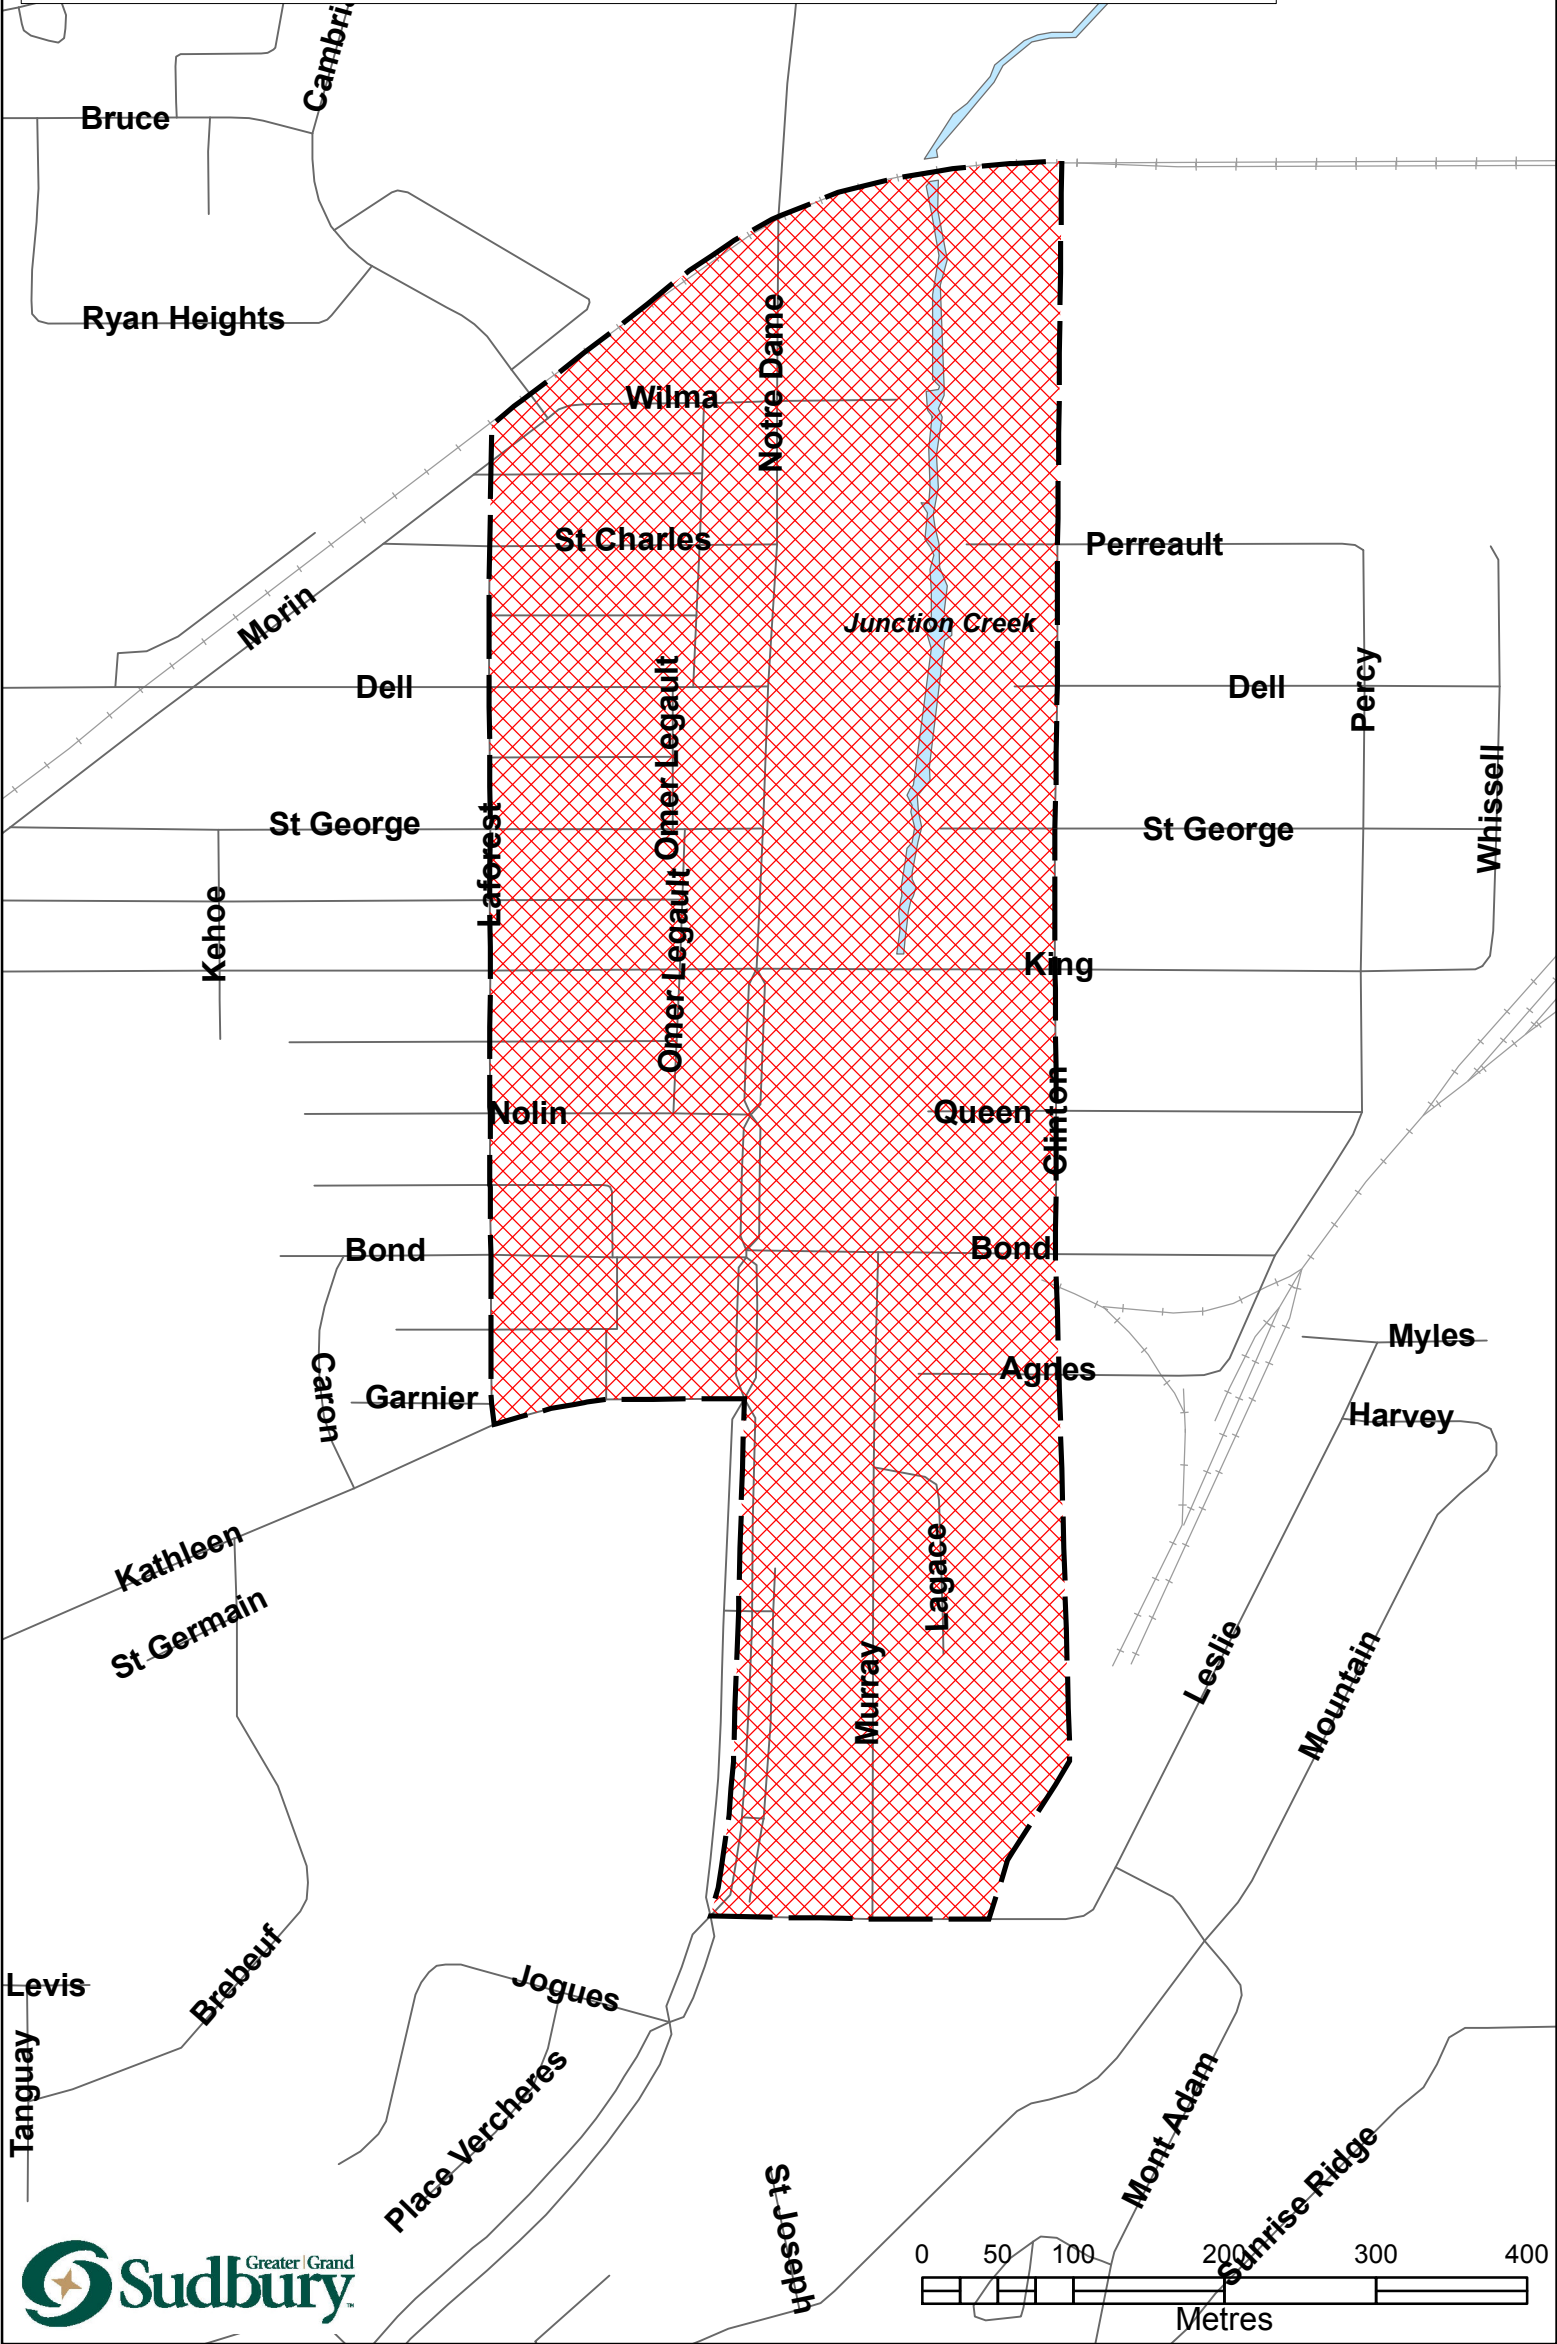 Cambri
Bruce
Ryan Heights
Notre Dame
Wilma
St Charles
Perreault
Morin
Junction Creek
Dell
Omer Legault
Dell
Percy
St George
Laforest
St George
Whissell
Kehoe
Omer Legault
King
Nolin
Queen
Clinton
Bond
Bond
Myles
Caron
Garnier
Agnes
Harvey
Kathleen
St Germain
Lagace
Murray
Leslie
Mountain
Brebeuf
Levis
Jogues
Tanguay
Place Vercheres
Mont Adam
St Joseph
Sunrise Ridge
Greater | Grand
Sudbury
TM
0 50 100 200 300 400
Metres